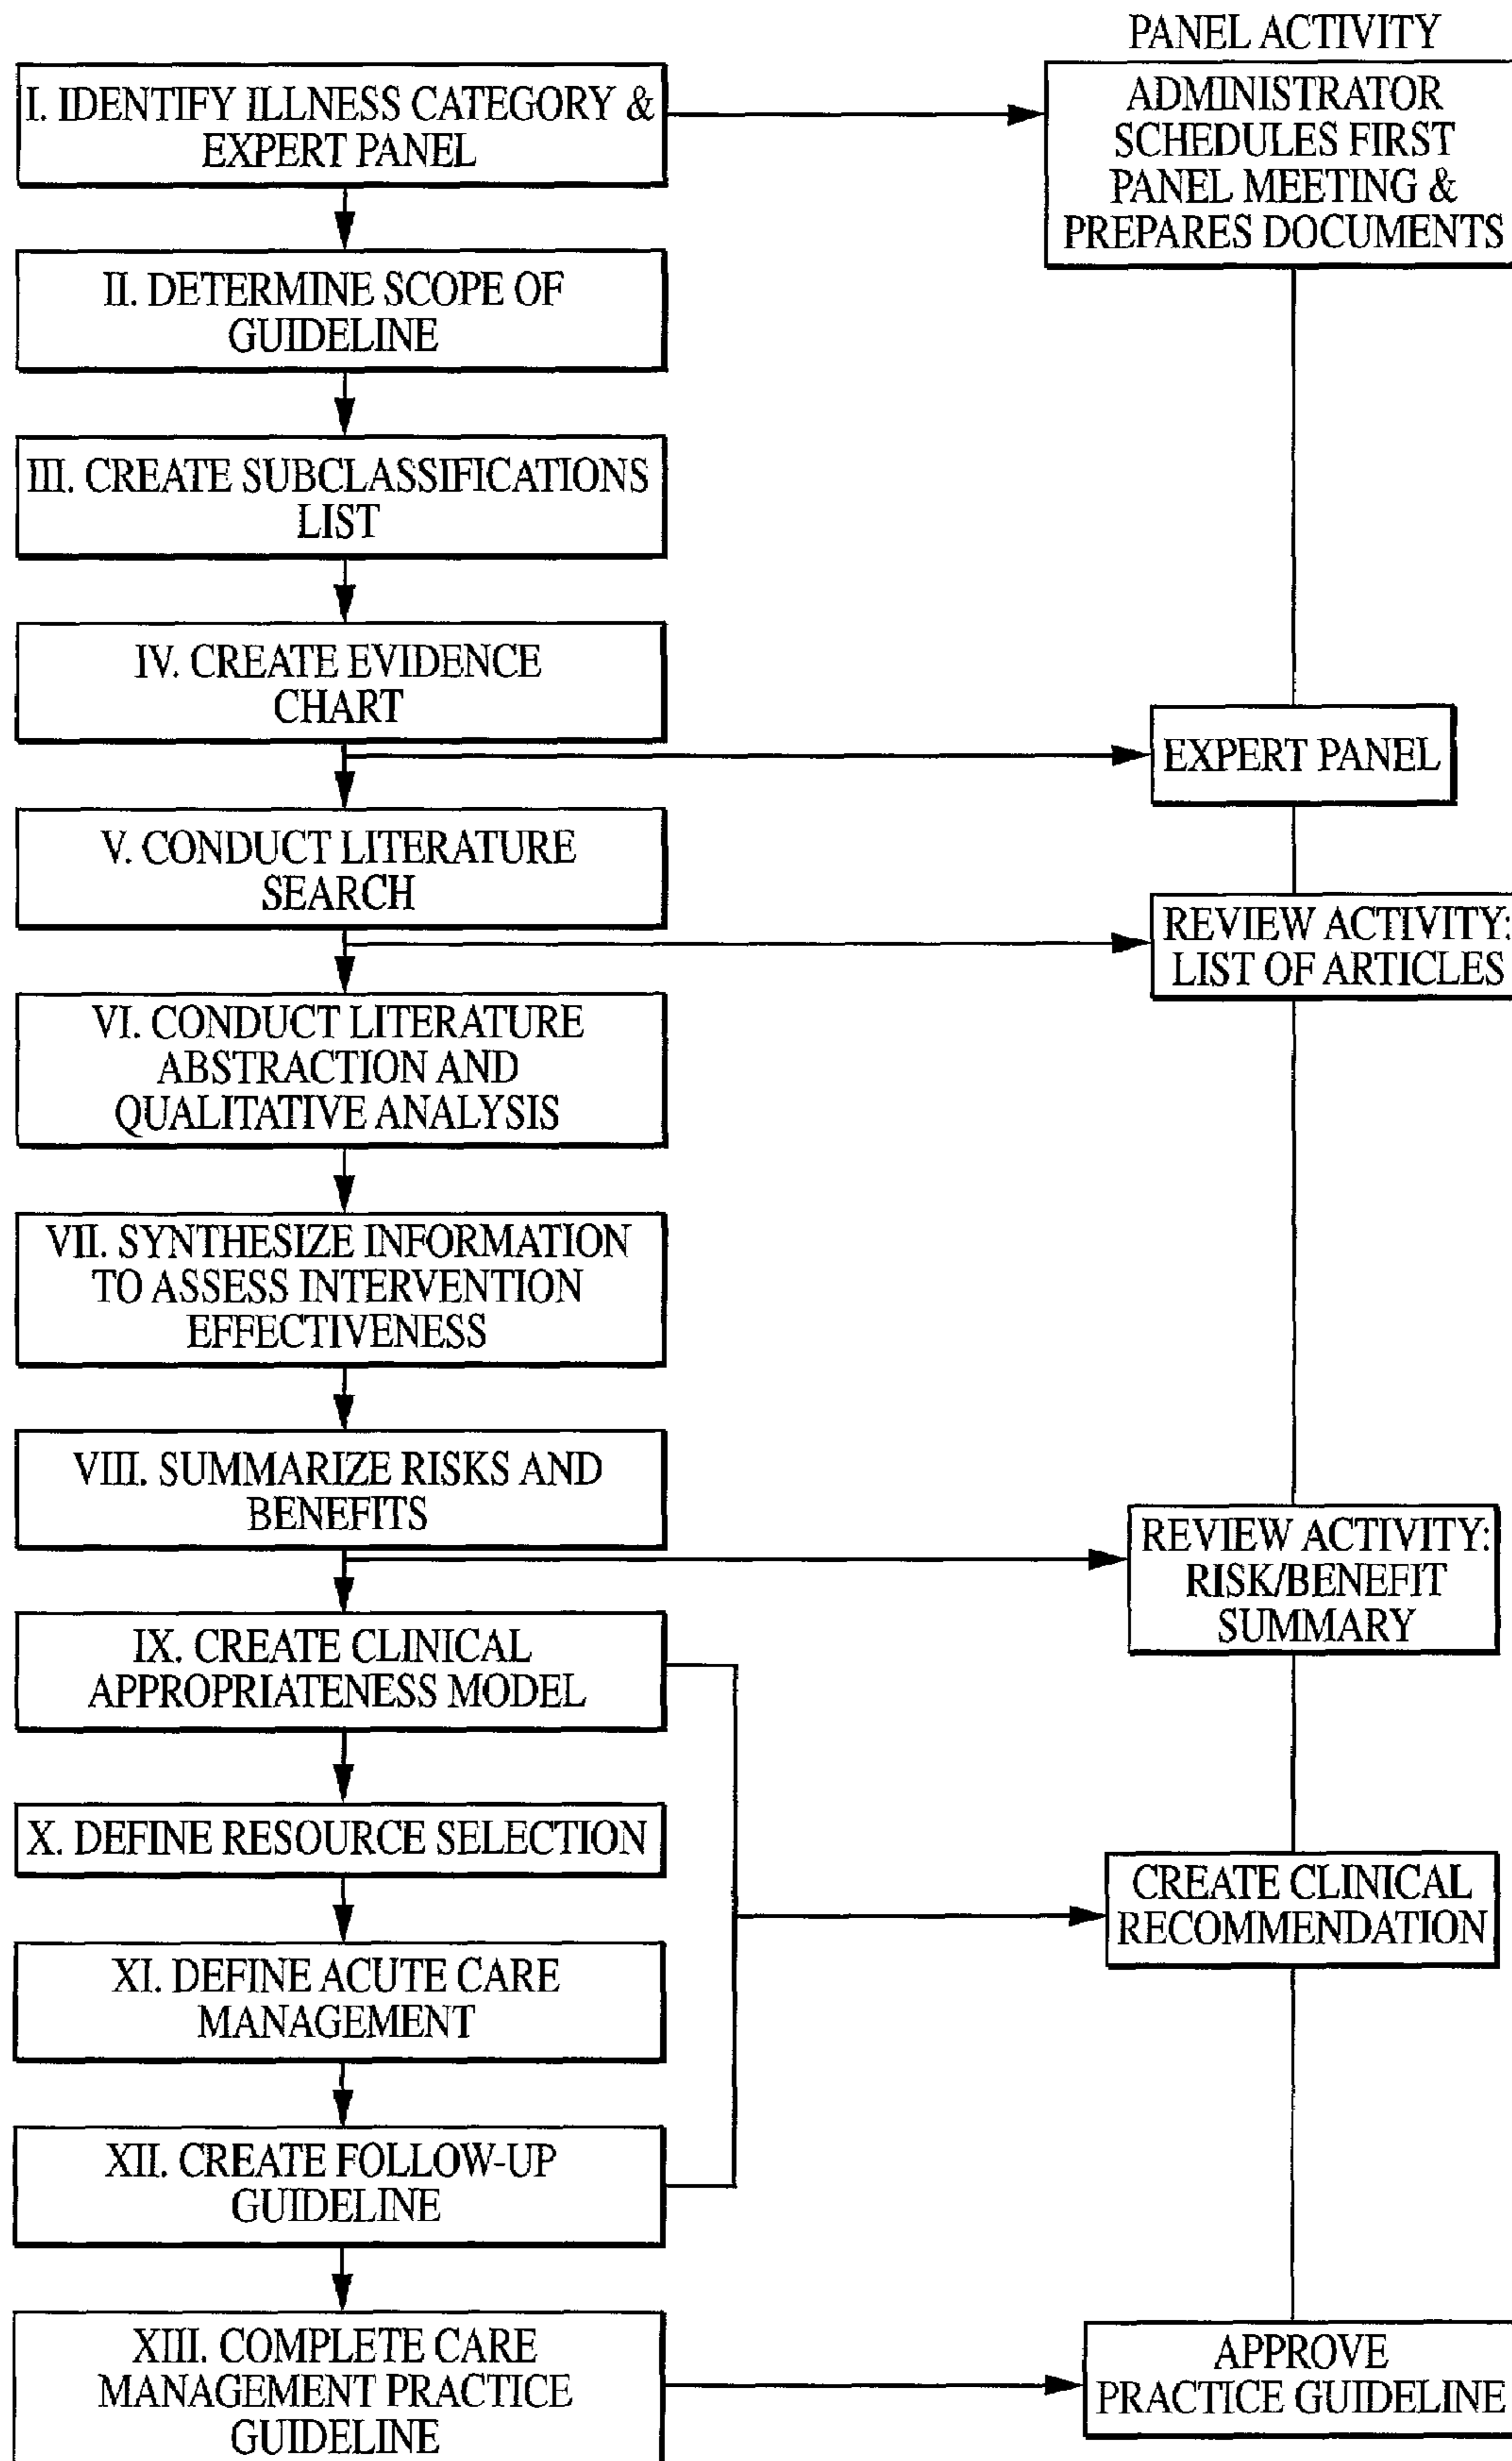 I. IDENTIFY ILLNESS CATEGORY &
EXPERT PANEL
II. DETERMINE SCOPE OF
GUIDELINE
III. CREATE SUBCLASSIFICATIONS
LIST
IV. CREATE EVIDENCE
CHART
V. CONDUCT LITERATURE
SEARCH
VI. CONDUCT LITERATURE
ABSTRACTION AND
QUALITATIVE ANALYSIS
VII. SYNTHESIZE INFORMATION
TO ASSESS INTERVENTION
EFFECTIVENESS
VIII. SUMMARIZE RISKS AND
BENEFITS
IX. CREATE CLINICAL
APPROPRIATENESS MODEL
X. DEFINE RESOURCE SELECTION
XI. DEFINE ACUTE CARE
MANAGEMENT
XII. CREATE FOLLOW-UP
GUIDELINE
XIII. COMPLETE CARE
MANAGEMENT PRACTICE
GUIDELINE
PANEL ACTIVITY
ADMINISTRATOR
SCHEDULES FIRST
PANEL MEETING &
PREPARES DOCUMENTS
EXPERT PANEL
REVIEW ACTIVITY:
LIST OF ARTICLES
REVIEW ACTIVITY:
RISK/BENEFIT
SUMMARY
CREATE CLINICAL
RECOMMENDATION
APPROVE
PRACTICE GUIDELINE